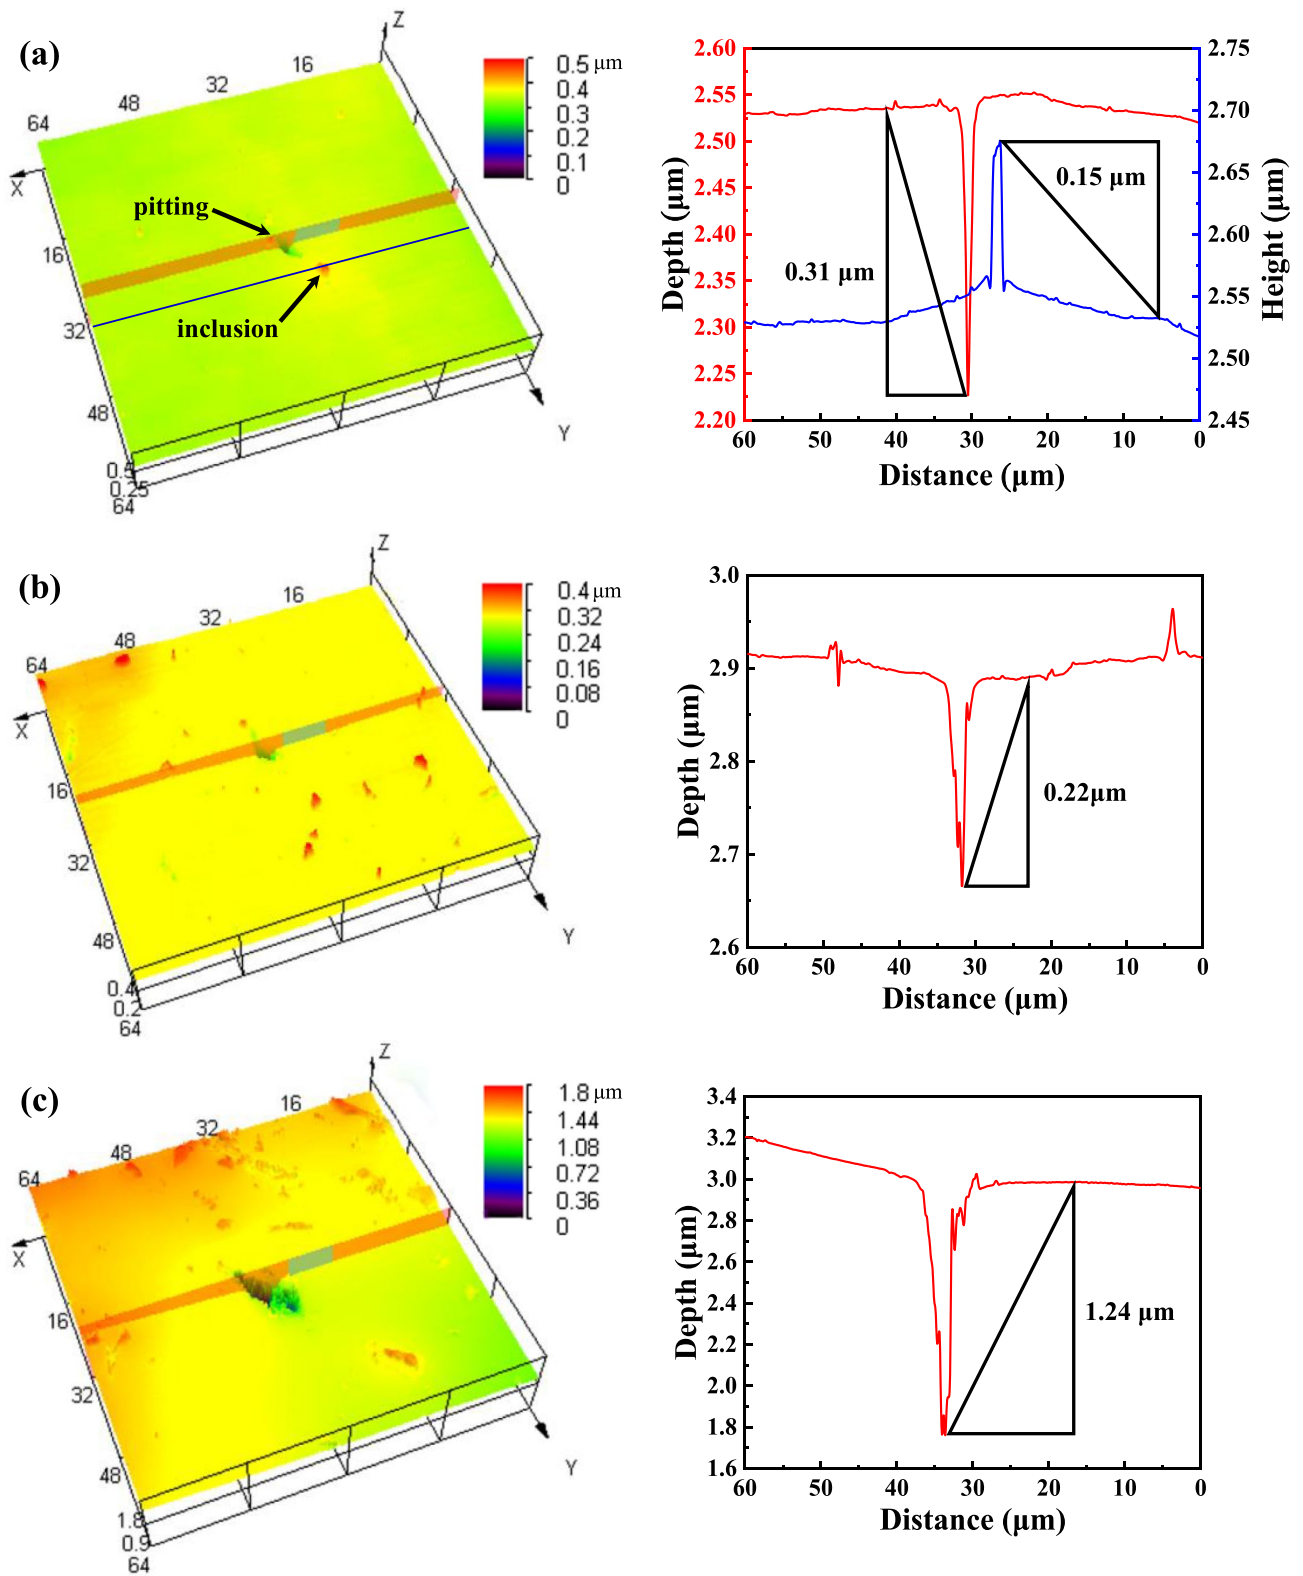 (a)
Z
0.5 μm
0.4
0.3
0.2
0.1
0
16
32
48
64
X
pitting
inclusion
16
32
48
0.5
0.25
64
Y
2.60
2.55
2.50
2.45
2.40
2.35
2.30
2.25
2.20
Depth (μm)
2.75
2.70
2.65
2.60
2.55
2.50
2.45
Height (μm)
0.15 μm
0.31 μm
60 50 40 30 20 10 0
Distance (μm)
(b)
Z
0.4 μm
0.32
0.24
0.16
0.08
0
16
32
48
64
X
16
32
48
0.4
0.2
64
Y
3.0
2.9
2.8
2.7
2.6
Depth (μm)
0.22μm
60 50 40 30 20 10 0
Distance (μm)
(c)
Z
1.8 μm
1.44
1.08
0.72
0.36
0
16
32
48
64
X
16
32
48
1.8
0.9
64
Y
3.4
3.2
3.0
2.8
2.6
2.4
2.2
2.0
1.8
1.6
Depth (μm)
1.24 μm
60 50 40 30 20 10 0
Distance (μm)